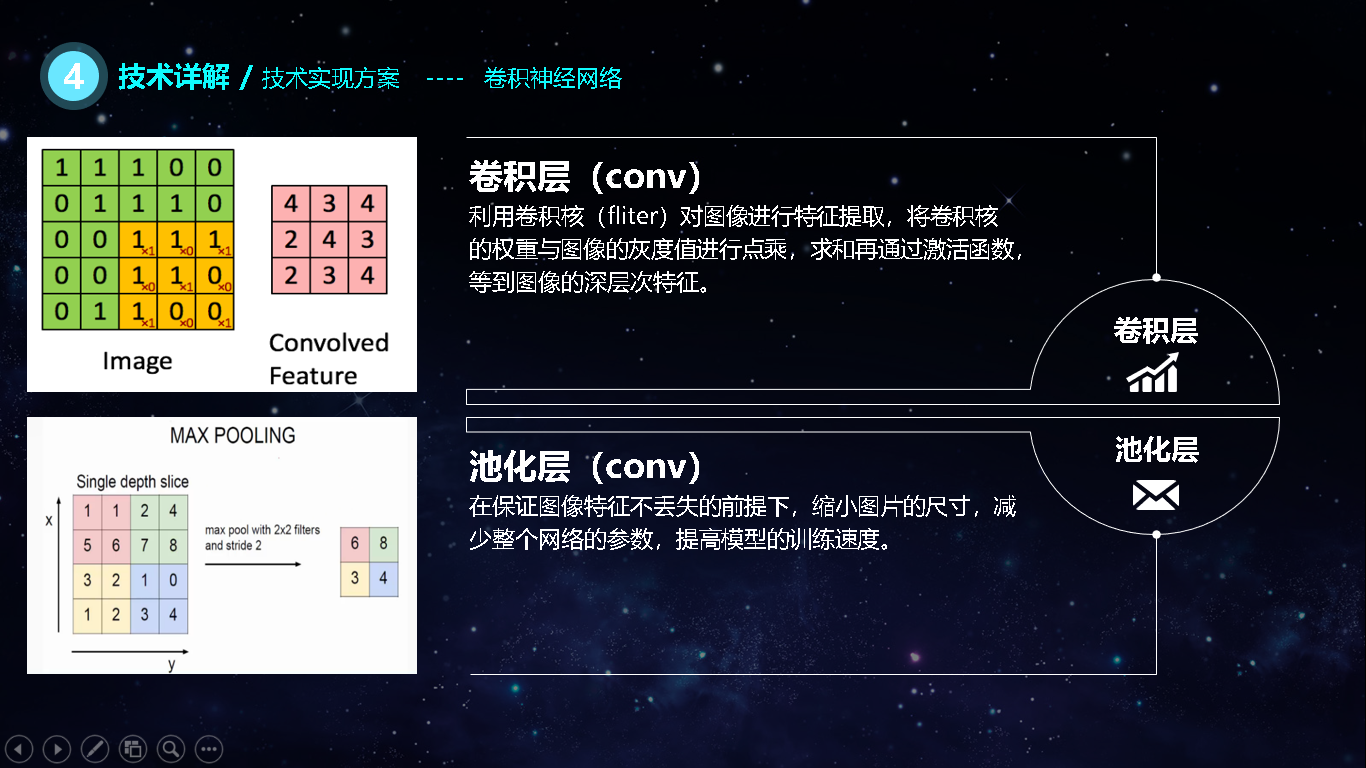 4 技术详解 / 技术实现方案 ---- 卷积神经网络
1 1 1 0 0
0 1 1 1 0
0 0 1×1 1×0 1×1
0 0 1×0 1×1 0×0
0 1 1×1 0×0 0×1
Image
4 3 4
2 4 3
2 3 4
Convolved
Feature
卷积层（conv）
利用卷积核（fliter）对图像进行特征提取，将卷积核
的权重与图像的灰度值进行点乘，求和再通过激活函数，
等到图像的深层次特征。
卷积层
MAX POOLING
Single depth slice
x
1 1 2 4
5 6 7 8
3 2 1 0
1 2 3 4
y
max pool with 2x2 filters
and stride 2
6 8
3 4
池化层（conv）
在保证图像特征不丢失的前提下，缩小图片的尺寸，减
少整个网络的参数，提高模型的训练速度。
池化层